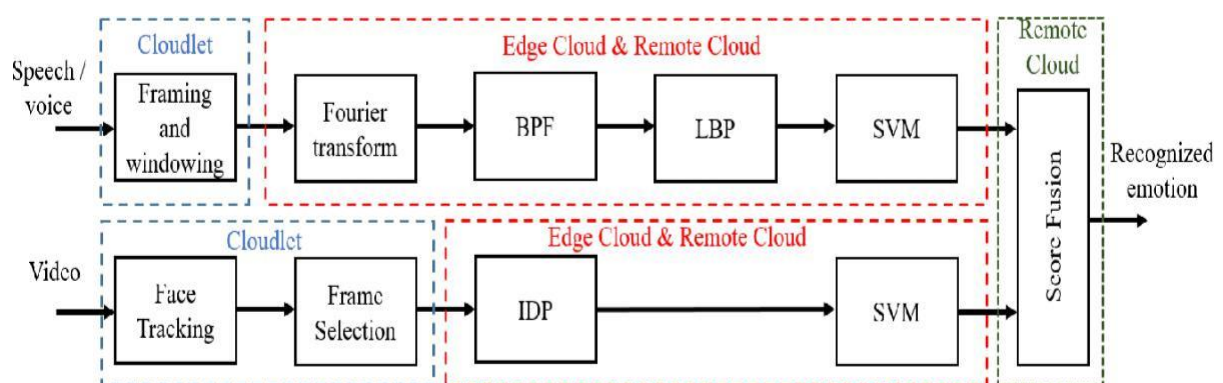 Cloudlet
Edge Cloud & Remote Cloud
Remote
Cloud
Speech /
voice
Framing
and
windowing
Fourier
transform
BPF
LBP
SVM
Score Fusion
Recognized
emotion
Cloudlet
Edge Cloud & Remote Cloud
Video
Face
Tracking
Frame
Selection
IDP
SVM